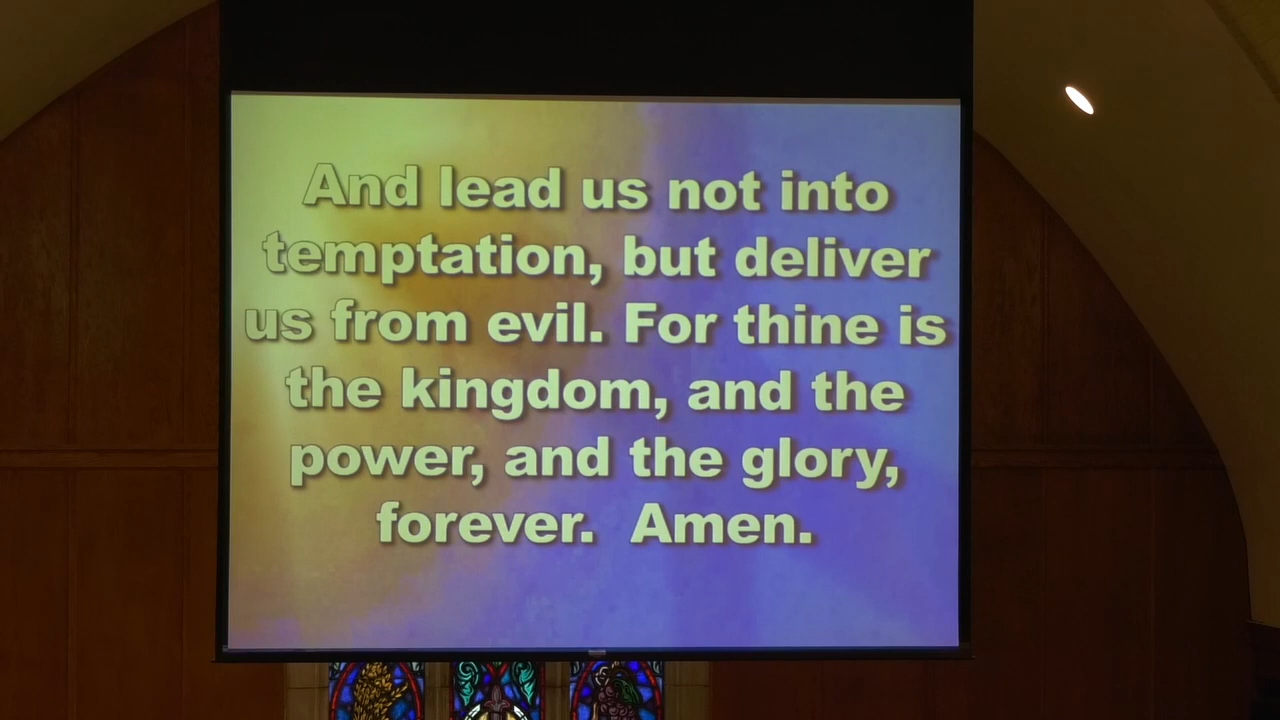 And lead us not into
temptation, but deliver
us from evil. For thine is
the kingdom, and the
power, and the glory,
forever.  Amen.